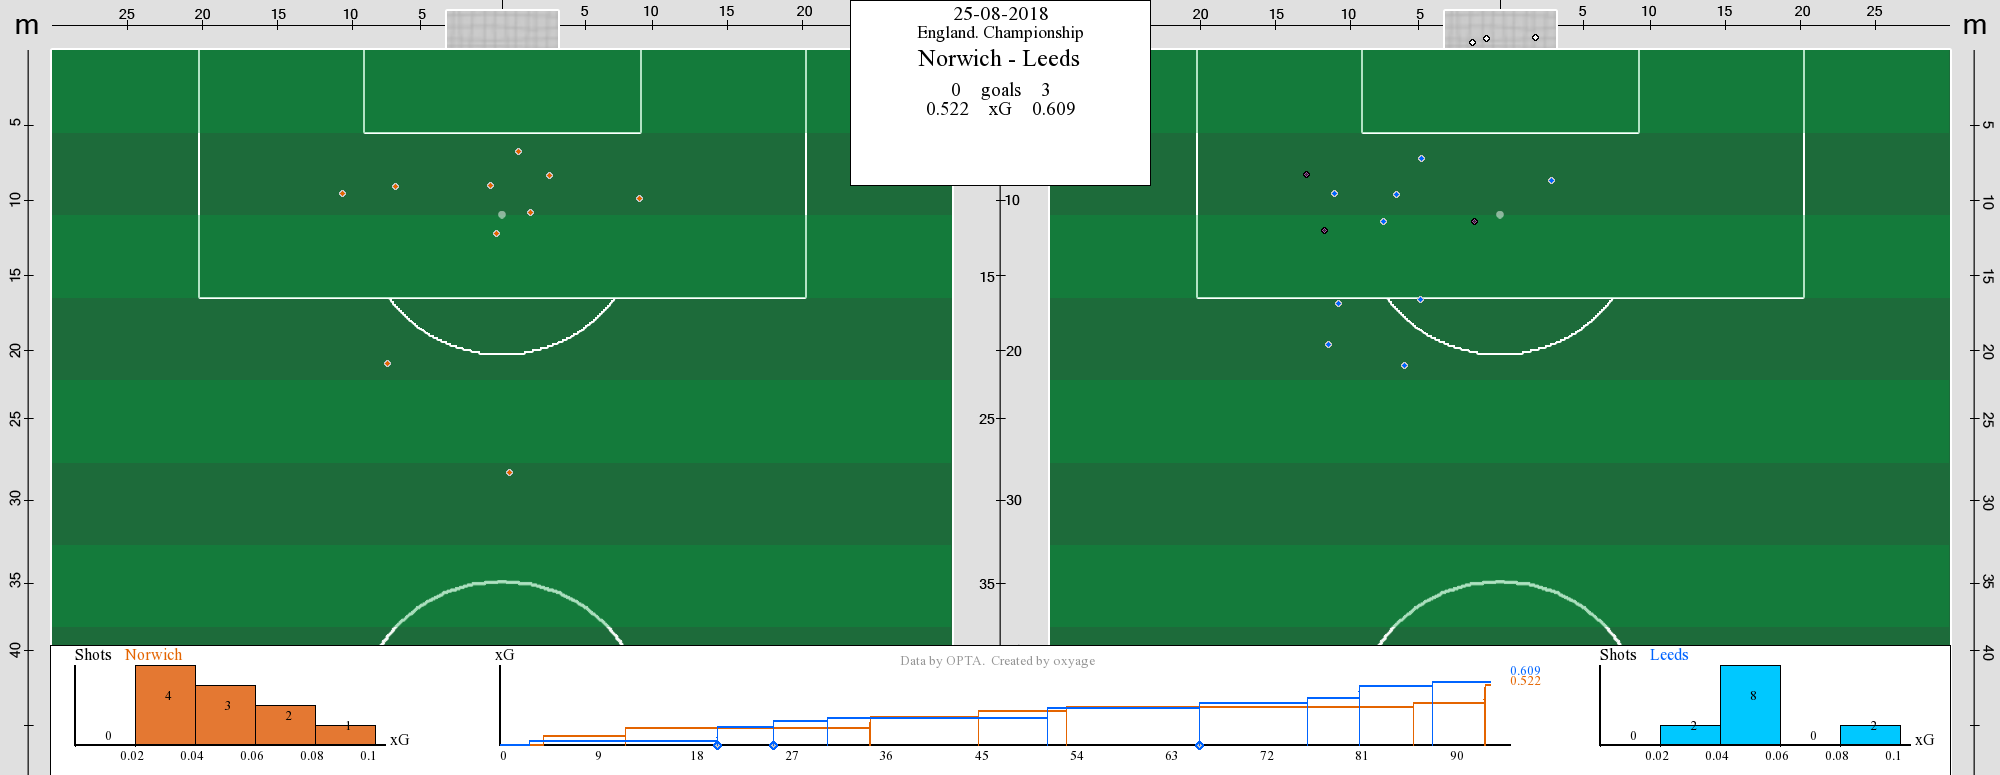 25 20 15 10 5 5 10 15 20
20 15 10 5 5 10 15 20 25
m
m
25-08-2018
England. Championship
Norwich - Leeds
0 goals 3
0.522 xG 0.609
5
10
15
20
25
30
35
40
10
15
20
25
30
35
5
10
15
20
25
30
35
40
Shots Norwich
4
3
2
1
0
xG
0.02 0.04 0.06 0.08 0.1
xG
Data by OPTA. Created by oxyage
0.609
0.522
0 9 18 27 36 45 54 63 72 81 90
Shots Leeds
8
0
2
0
2
xG
0.02 0.04 0.06 0.08 0.1